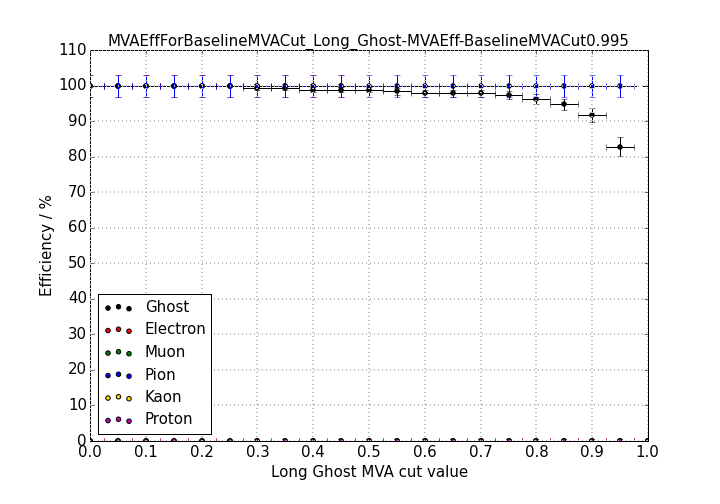 MVAEffForBaselineMVACut_Long_Ghost-MVAEff-BaselineMVACut0.995
110
100
90
80
70
60
50
40
30
20
10
0
Efficiency / %
Ghost
Electron
Muon
Pion
Kaon
Proton
0.0 0.1 0.2 0.3 0.4 0.5 0.6 0.7 0.8 0.9 1.0
Long Ghost MVA cut value